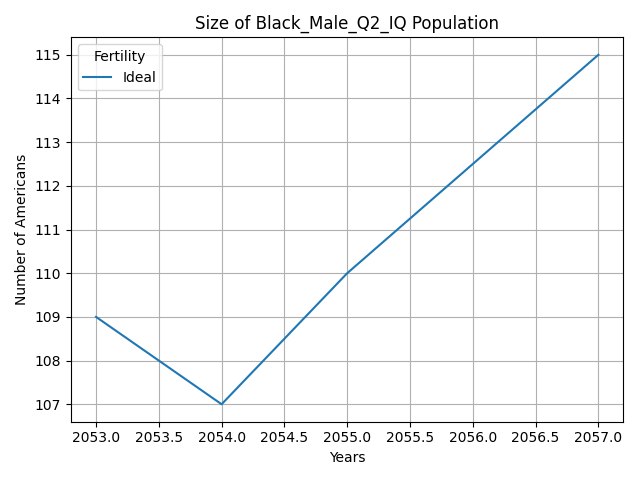 Size of Black_Male_Q2_IQ Population
Fertility
Ideal
Number of Americans
115
114
113
112
111
110
109
108
107
2053.0 2053.5 2054.0 2054.5 2055.0 2055.5 2056.0 2056.5 2057.0
Years